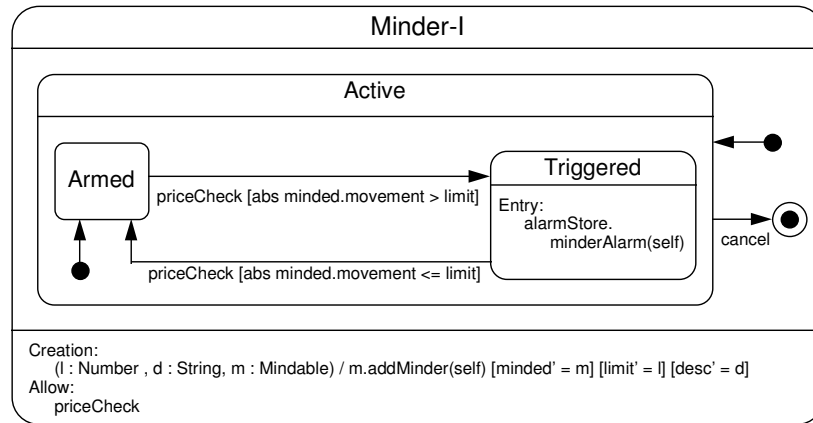 Minder-I
Active
Armed
priceCheck [abs minded.movement > limit]
Triggered
Entry:
alarmStore.
minderAlarm(self)
cancel
priceCheck [abs minded.movement <= limit]
Creation:
(l : Number , d : String, m : Mindable) / m.addMinder(self) [minded' = m] [limit' = l] [desc' = d]
Allow:
priceCheck